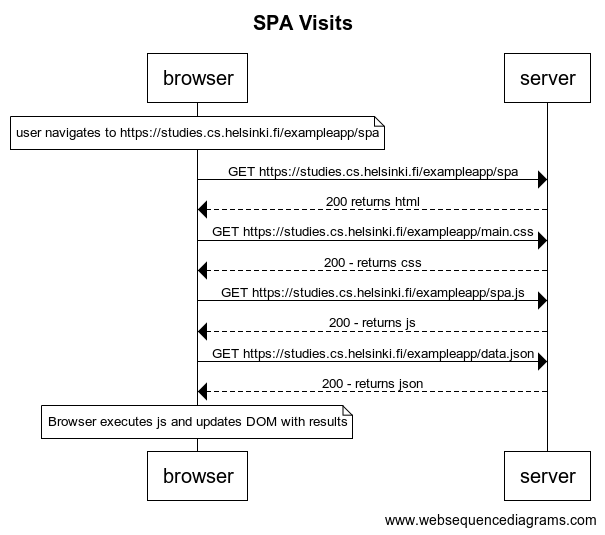 SPA Visits
browser
server
user navigates to https://studies.cs.helsinki.fi/exampleapp/spa
GET https://studies.cs.helsinki.fi/exampleapp/spa
200 returns html
GET https://studies.cs.helsinki.fi/exampleapp/main.css
200 - returns css
GET https://studies.cs.helsinki.fi/exampleapp/spa.js
200 - returns js
GET https://studies.cs.helsinki.fi/exampleapp/data.json
200 - returns json
Browser executes js and updates DOM with results
browser
server
www.websequencediagrams.com